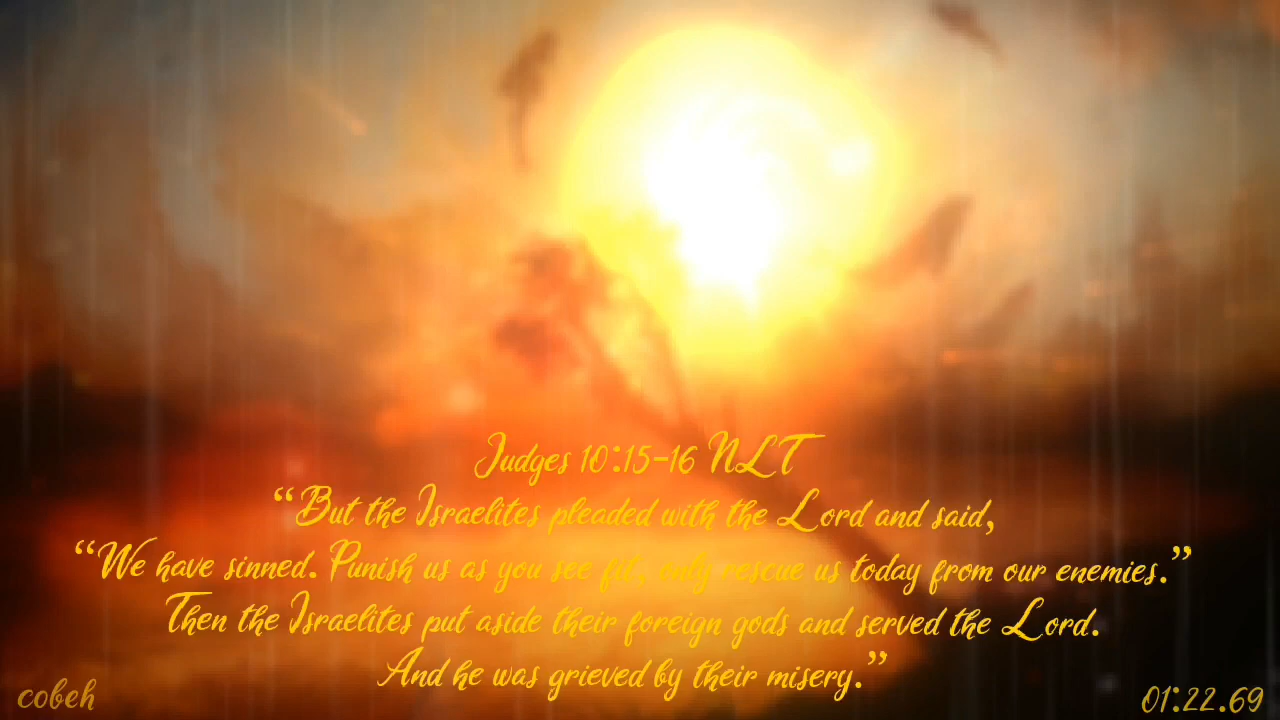 Judges 10:15-16 NLT
“But the Israelites pleaded with the Lord and said,
“We have sinned. Punish us as you see fit, only rescue us today from our enemies.”
Then the Israelites put aside their foreign gods and served the Lord.
And he was grieved by their misery.”
cobeh
01:22.69